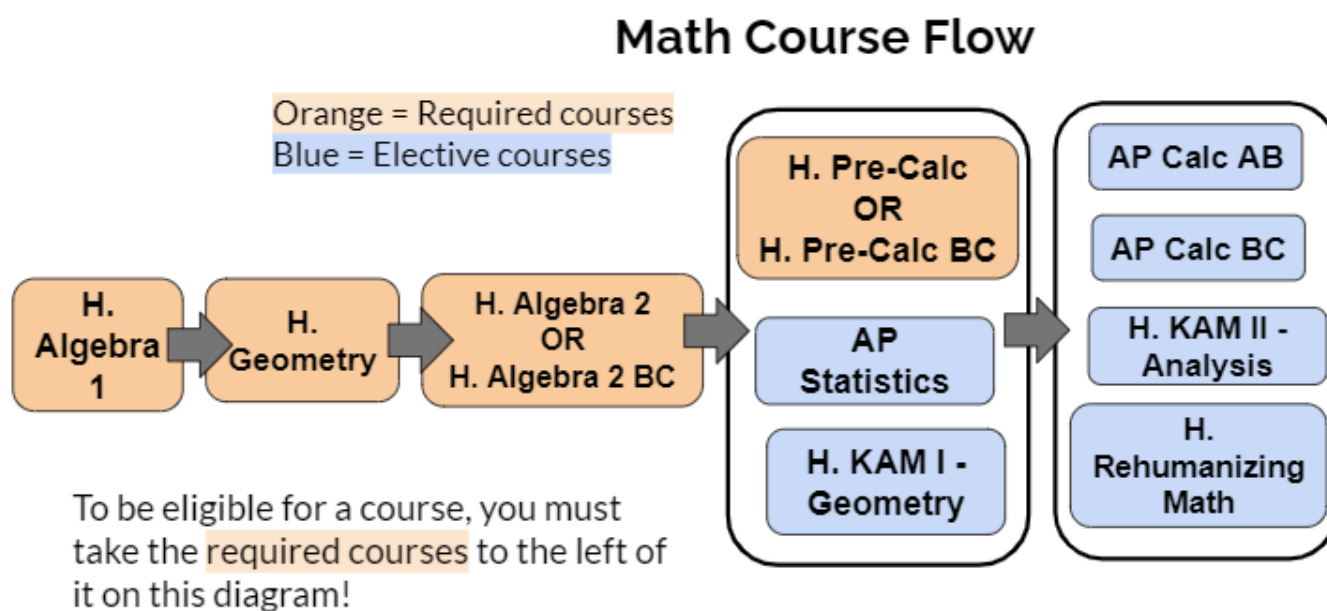 Math Course Flow
Orange = Required courses
Blue = Elective courses
H.
Algebra
1
H.
Geometry
H. Algebra 2
OR
H. Algebra 2 BC
H. Pre-Calc
OR
H. Pre-Calc BC
AP
Statistics
H. KAM I -
Geometry
AP Calc AB
AP Calc BC
H. KAM II -
Analysis
H.
Rehumanizing
Math
To be eligible for a course, you must
take the required courses to the left of
it on this diagram!